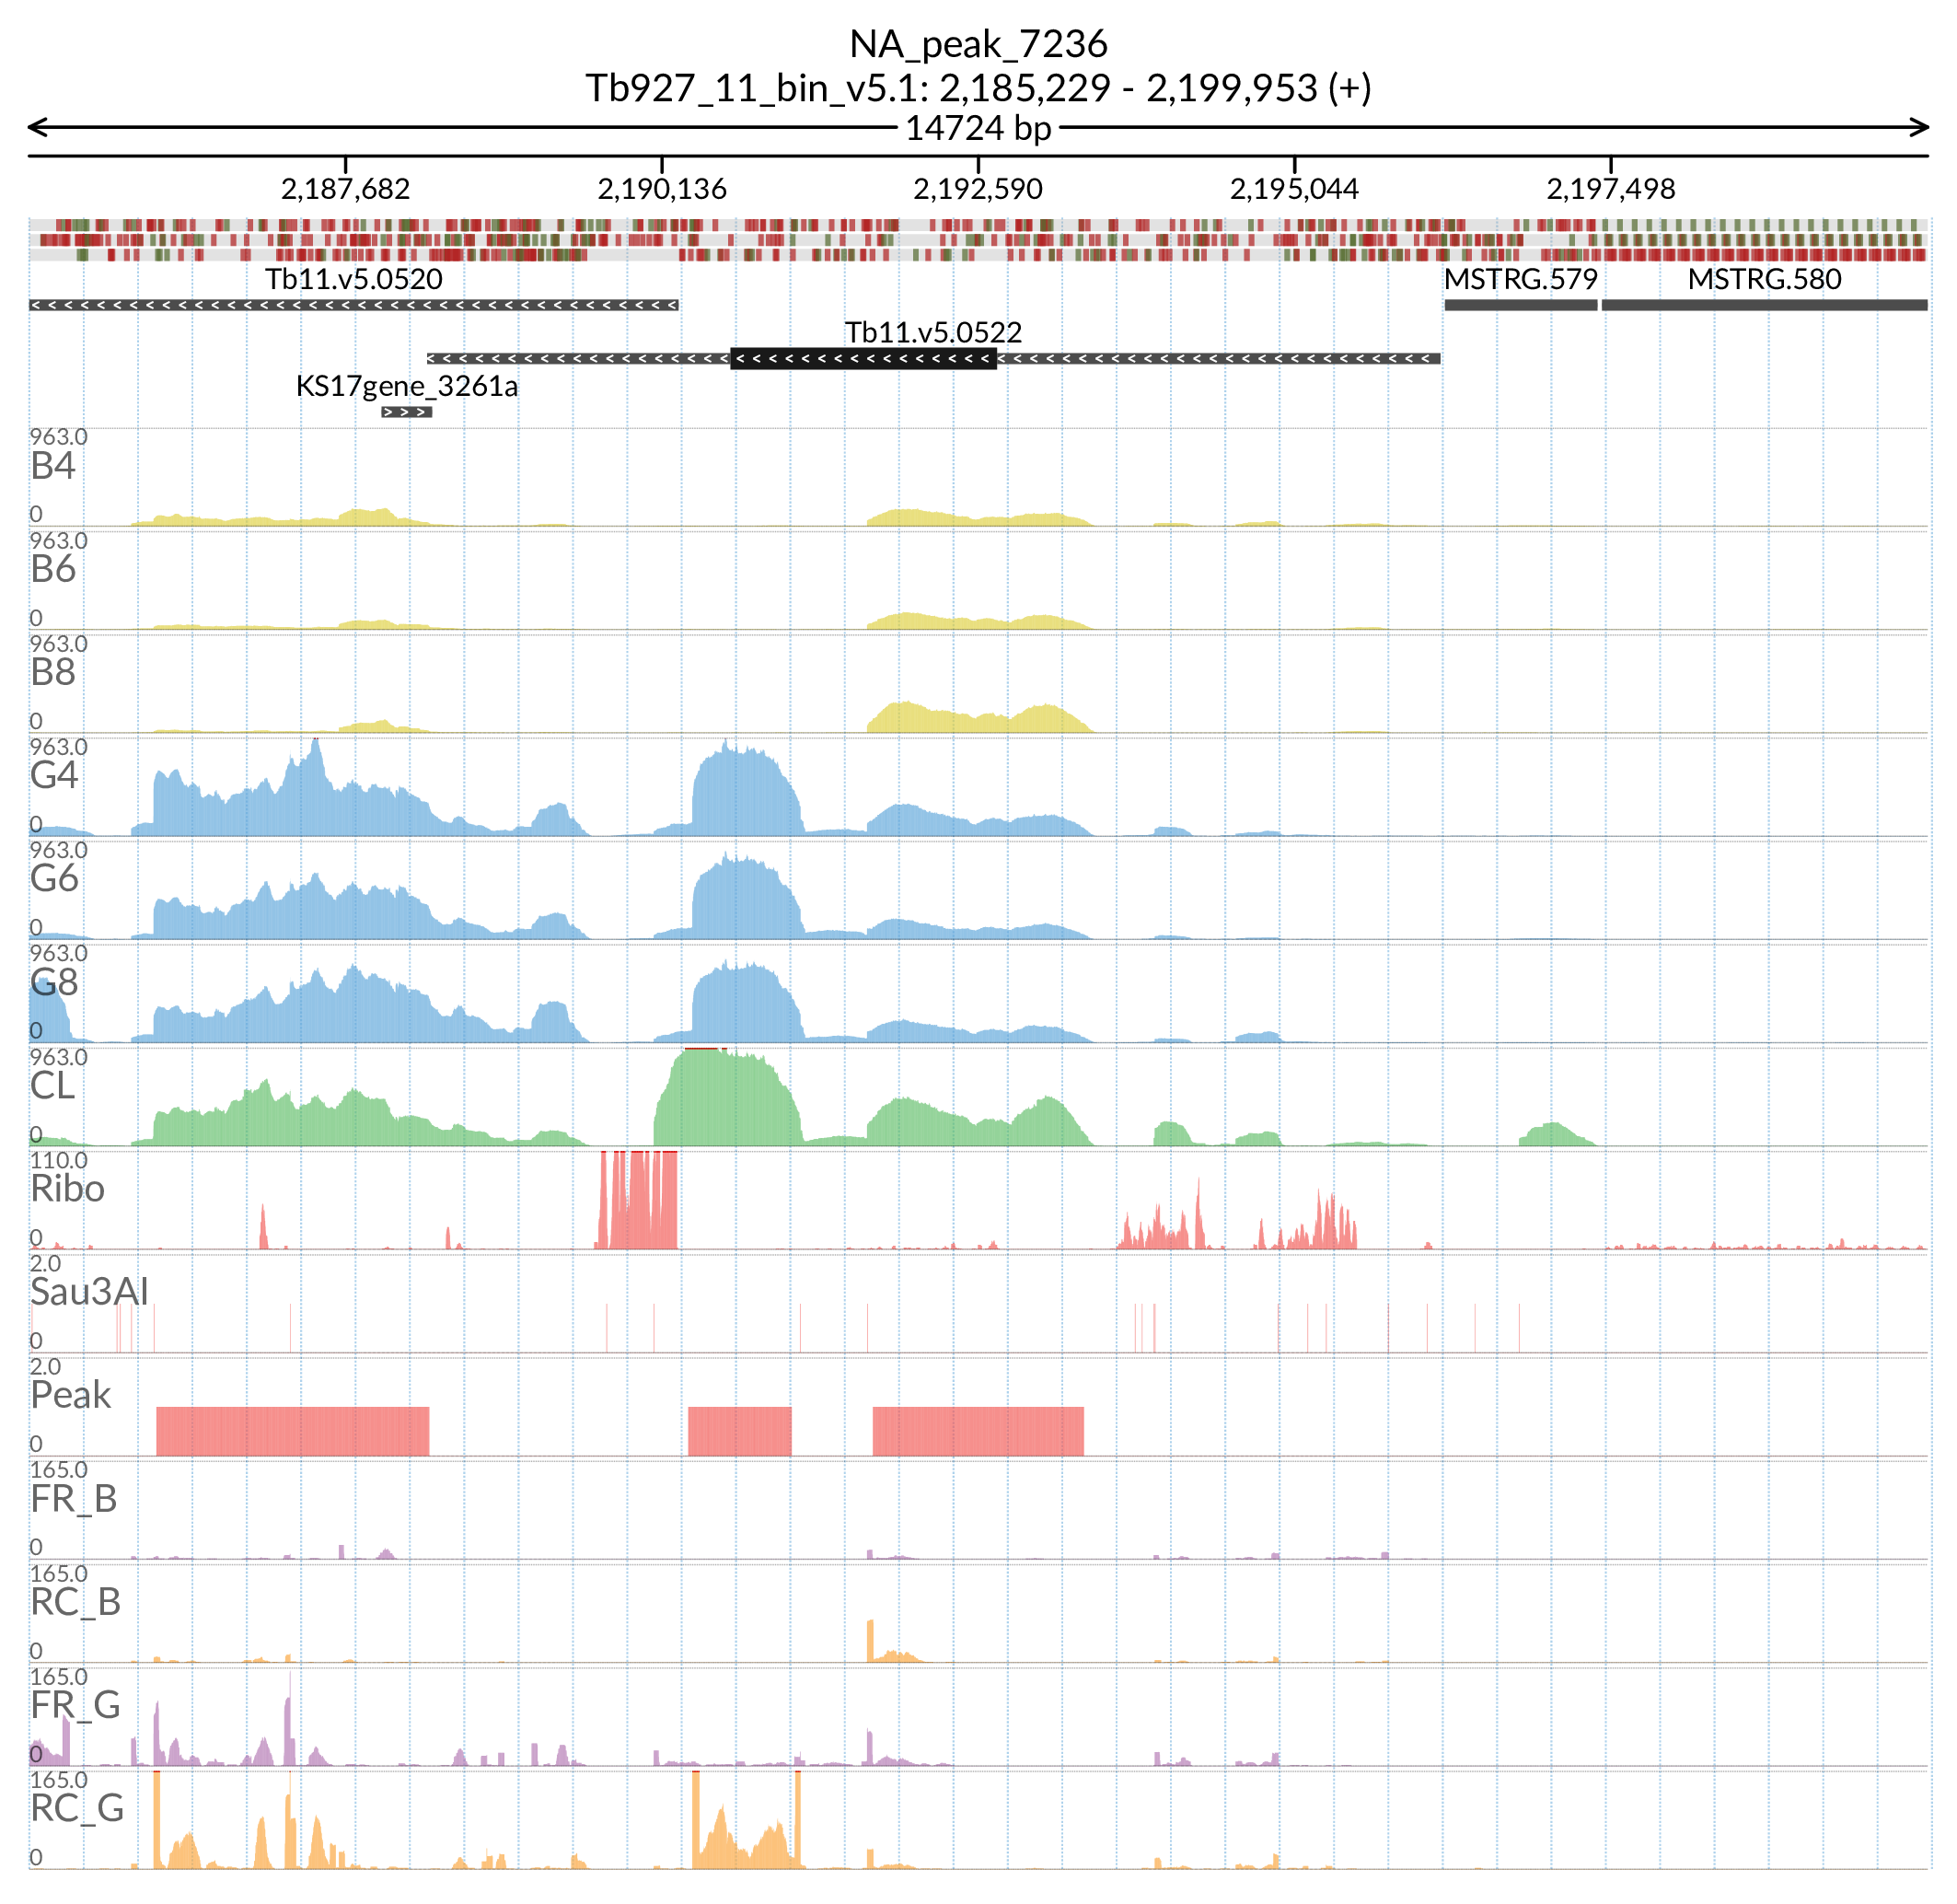 NA_peak_7236
Tb927_11_bin_v5.1: 2,185,229 - 2,199,953 (+)
14724 bp
2,187,682 2,190,136 2,192,590 2,195,044 2,197,498
Tb11.v5.0520 MSTRG.579 MSTRG.580
Tb11.v5.0522
KS17gene_3261a
963.0
B4
0
963.0
B6
0
963.0
B8
0
963.0
G4
0
963.0
G6
0
963.0
G8
0
963.0
CL
0
110.0
Ribo
0
2.0
Sau3AI
0
2.0
Peak
0
165.0
FR_B
0
165.0
RC_B
0
165.0
FR_G
0
165.0
RC_G
0